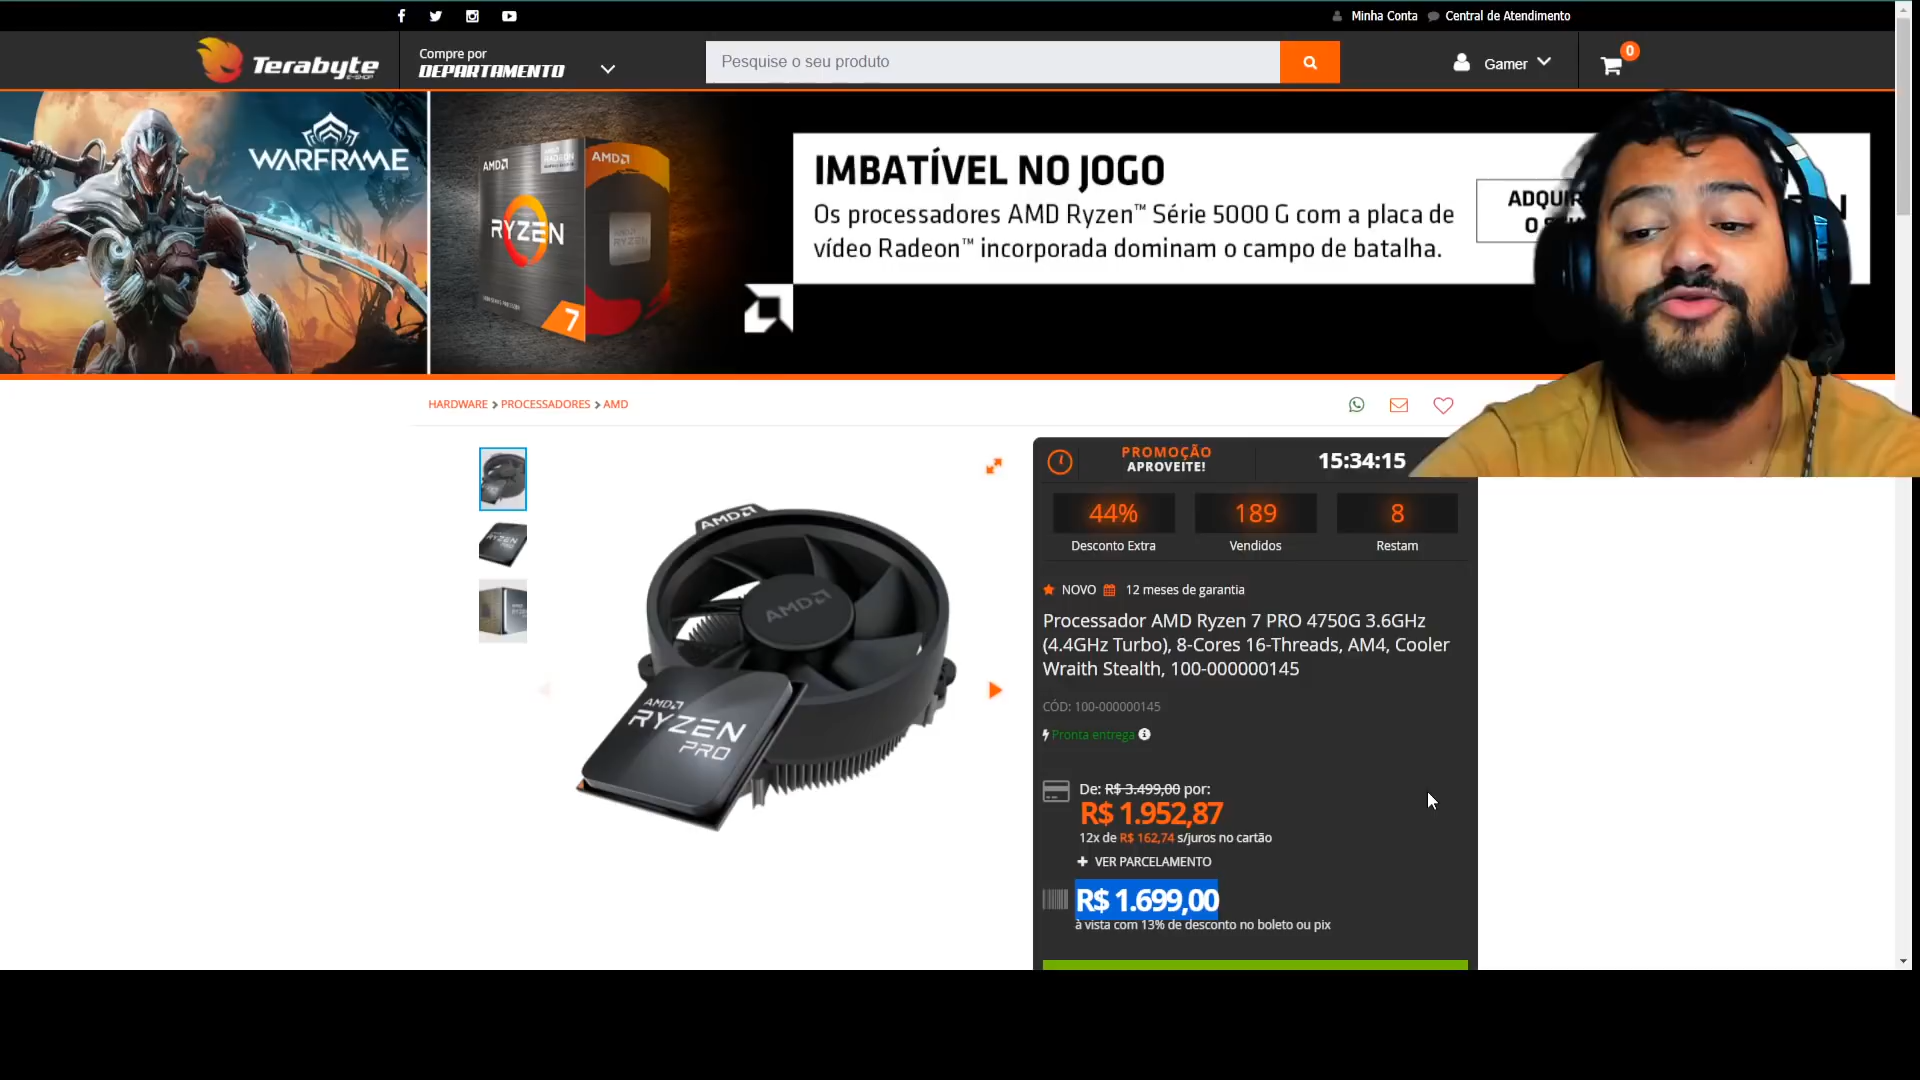 Minha Conta
Central de Atendimento
Terabyte
E-SHOP
Compre por
DEPARTAMENTO
Pesquise o seu produto
Gamer
0
WARFRAME
AMD
RADEON
AMD
RYZEN
7
IMBATÍVEL NO JOGO
Os processadores AMD Ryzen™ Série 5000 G com a placa de
vídeo Radeon™ incorporada dominam o campo de batalha.
HARDWARE > PROCESSADORES > AMD
AMD
AMD
AMD
RYZEN
PRO
PROMOÇÃO
APROVEITE!
15:34:15
44%
Desconto Extra
189
Vendidos
8
Restam
NOVO
12 meses de garantia
Processador AMD Ryzen 7 PRO 4750G 3.6GHz
(4.4GHz Turbo), 8-Cores 16-Threads, AM4, Cooler
Wraith Stealth, 100-000000145
CÓD: 100-000000145
Pronta entrega
De: R$ 3.499,00 por:
R$ 1.952,87
12x de R$ 162,74 s/juros no cartão
+ VER PARCELAMENTO
R$ 1.699,00
à vista com 13% de desconto no boleto ou pix